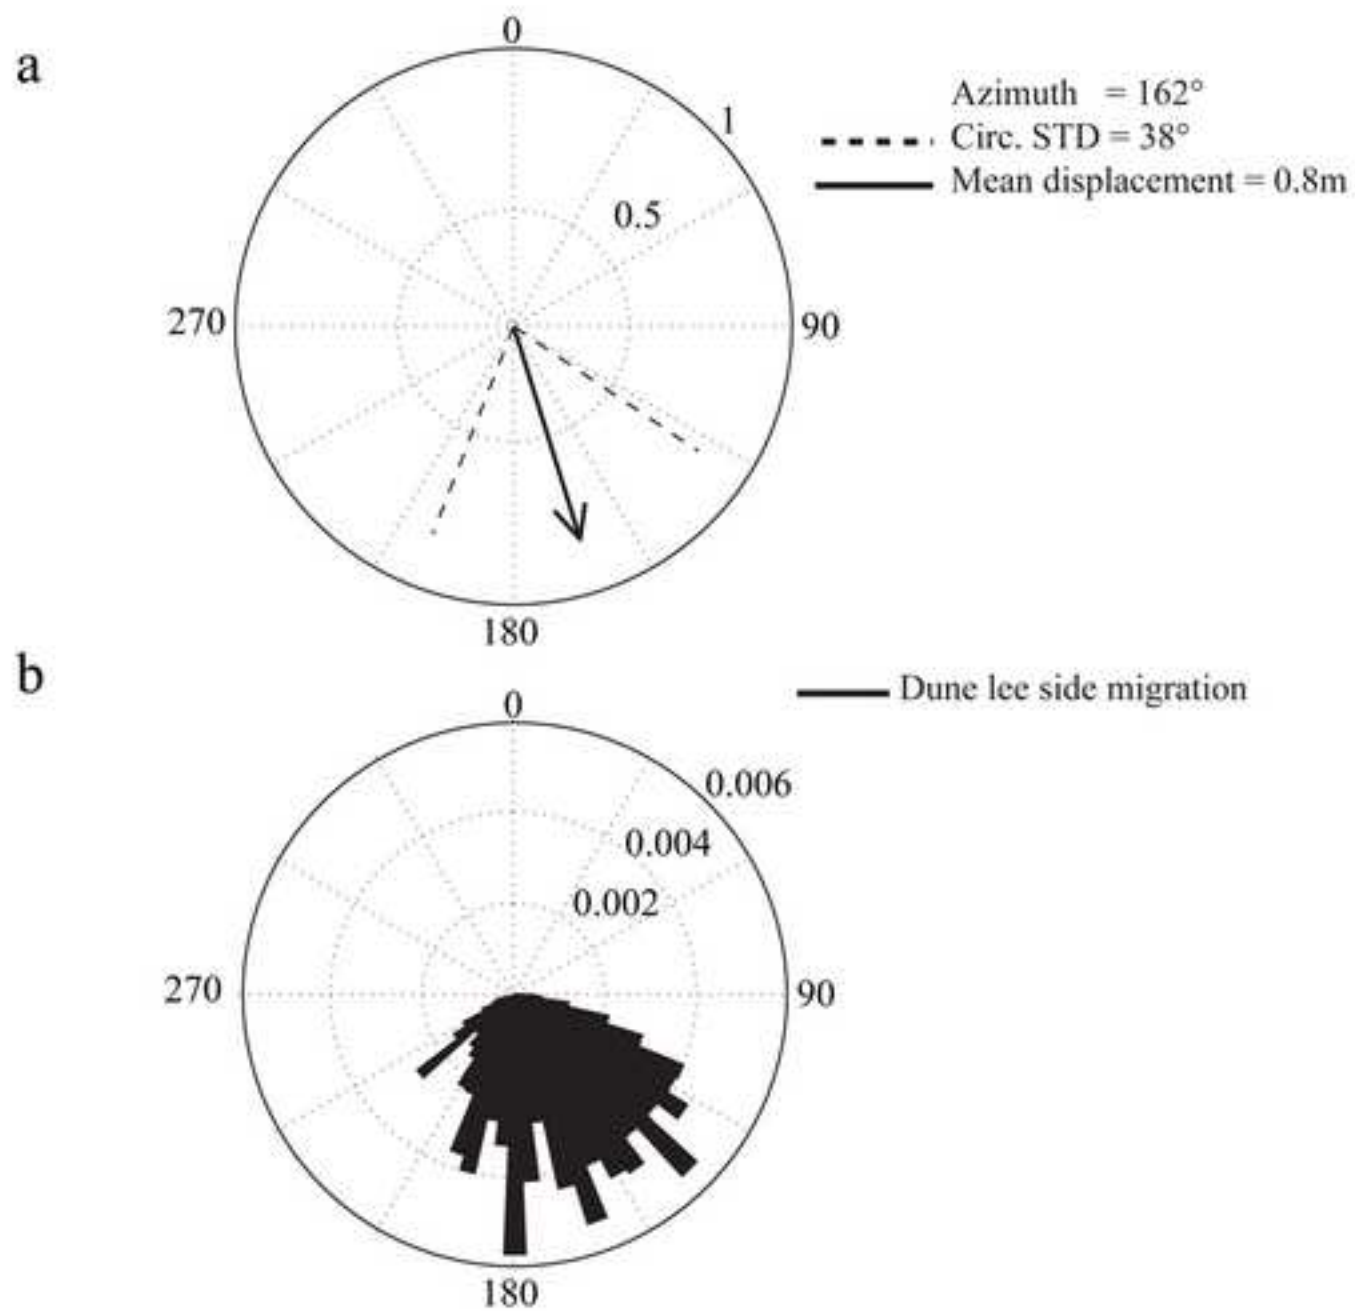 a
0
1
0.5
270
90
180
Azimuth = 162°
Circ. STD = 38°
Mean displacement = 0.8m
b
Dune lee side migration
0
0.006
0.004
0.002
270
90
180